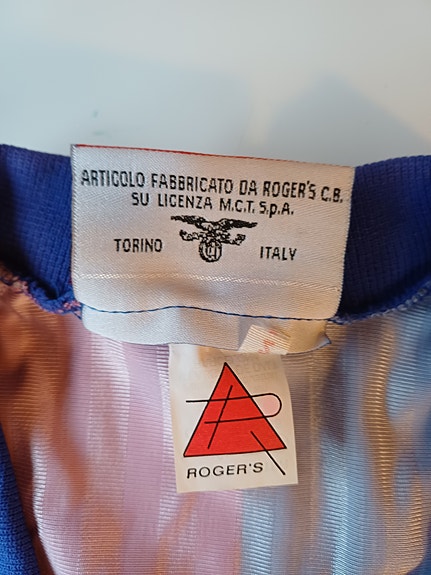 ARTICOLO FABBRICATO DA ROGER'S C.B.
SU LICENZA M.C.T. S.p.A.
TORINO ITALY
ROGER'S